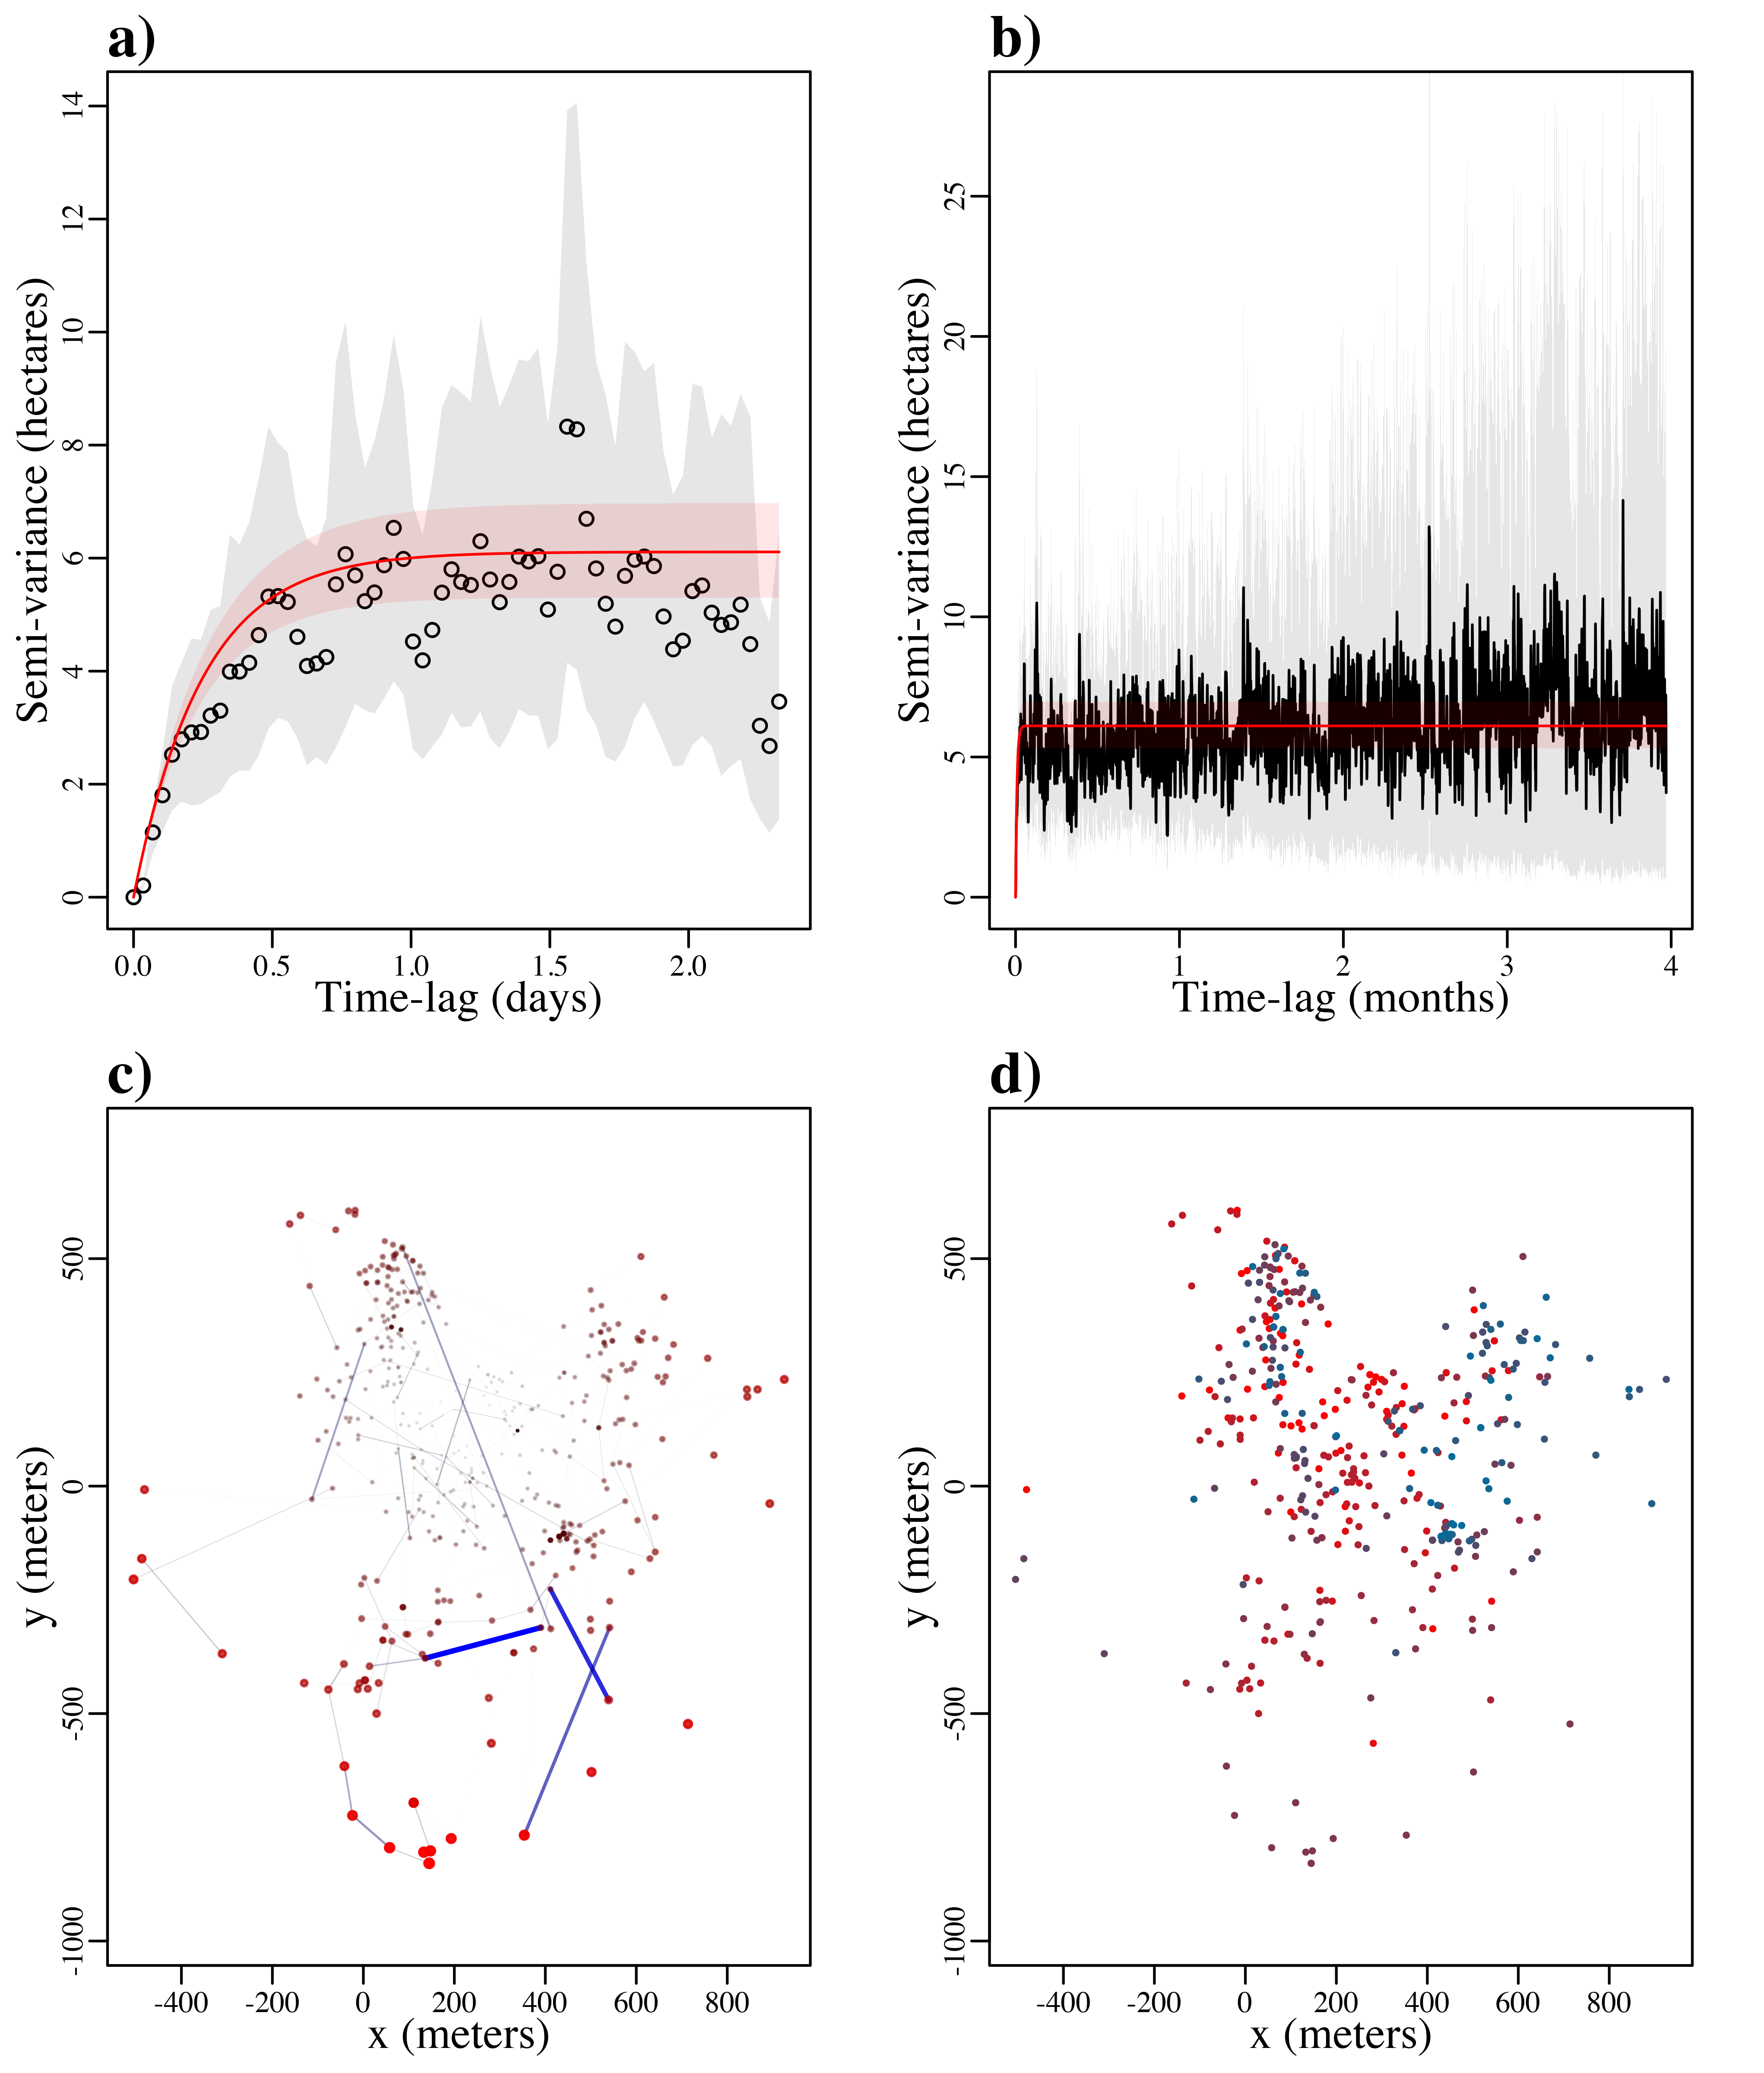 a)
Semi-variance (hectares)
0 2 4 6 8 10 12 14
0.0 0.5 1.0 1.5 2.0
Time-lag (days)
b)
Semi-variance (hectares)
0 5 10 15 20 25
0 1 2 3 4
Time-lag (months)
c)
y (meters)
-1000 -500 0 500
-400 -200 0 200 400 600 800
x (meters)
d)
y (meters)
-1000 -500 0 500
-400 -200 0 200 400 600 800
x (meters)